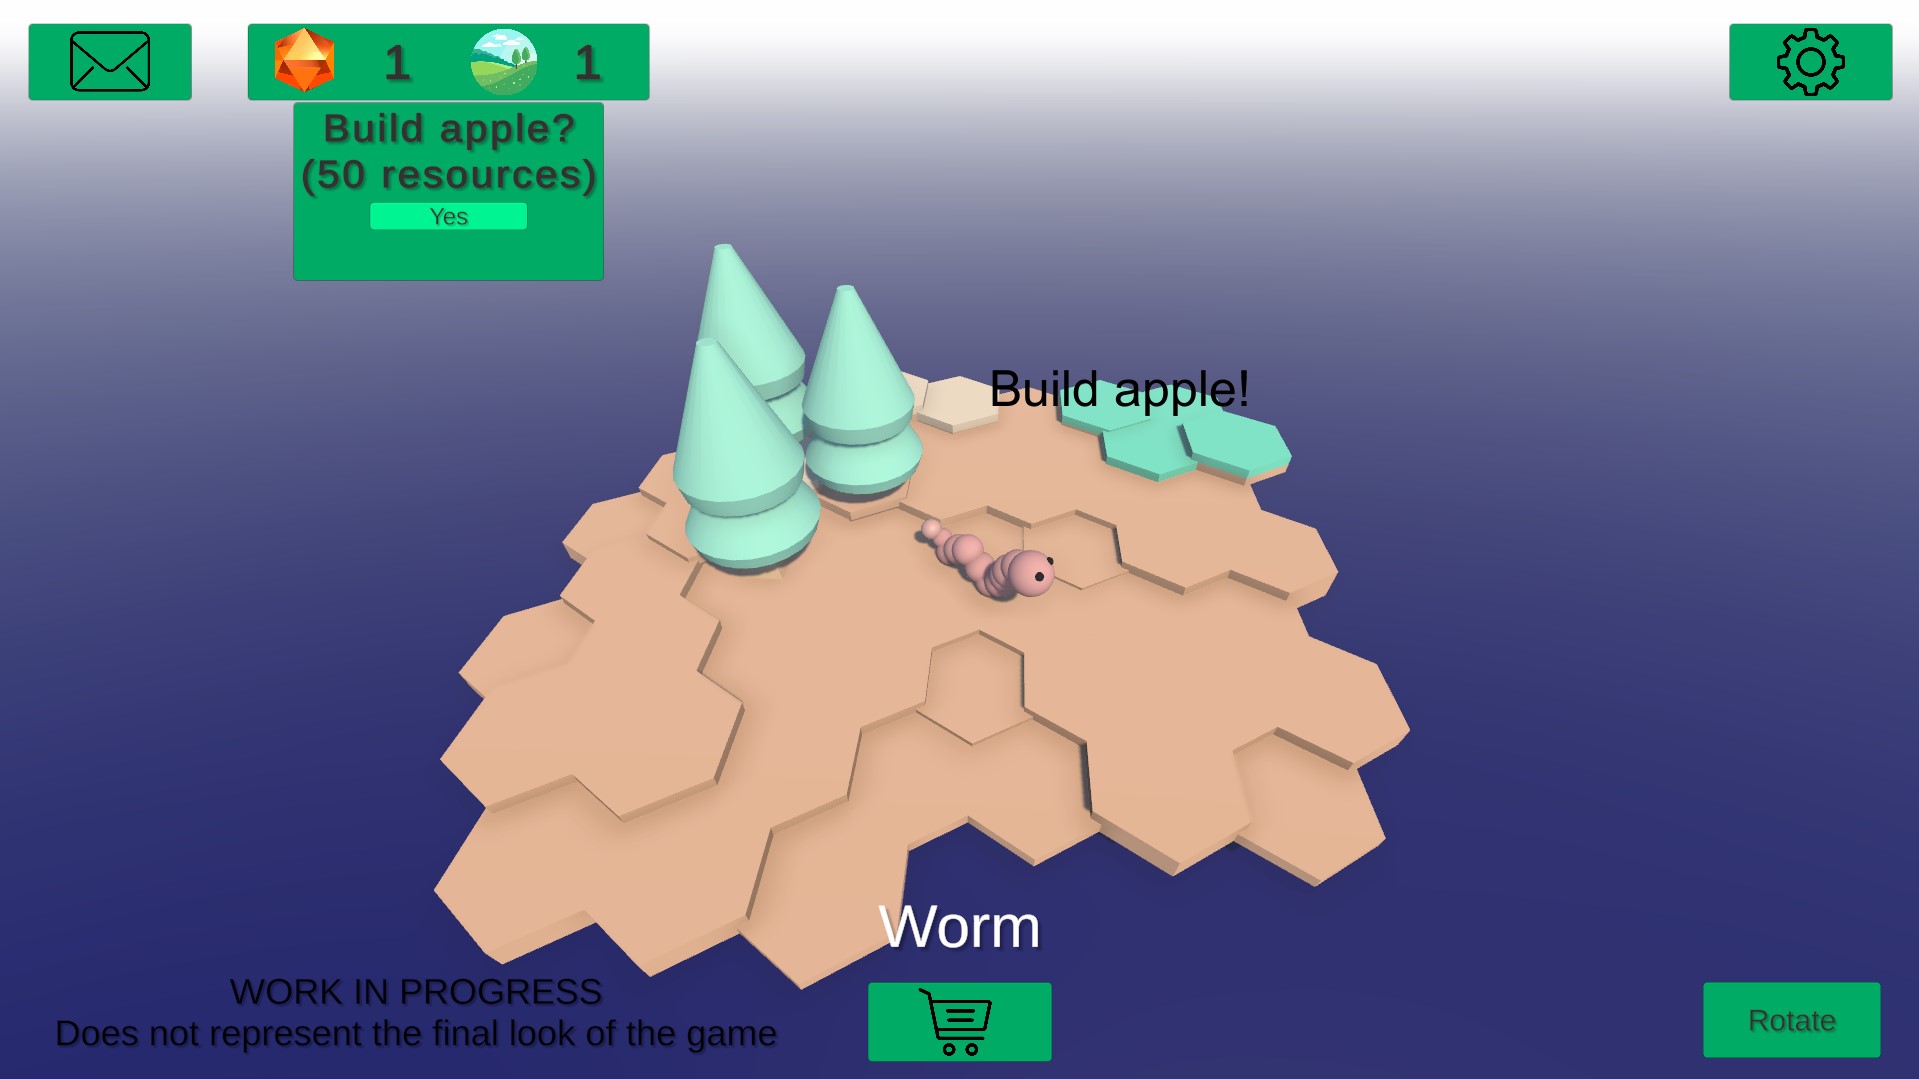 1 1
Build apple?
(50 resources)
Yes
Build apple!
Worm
WORK IN PROGRESS
Does not represent the final look of the game
Rotate